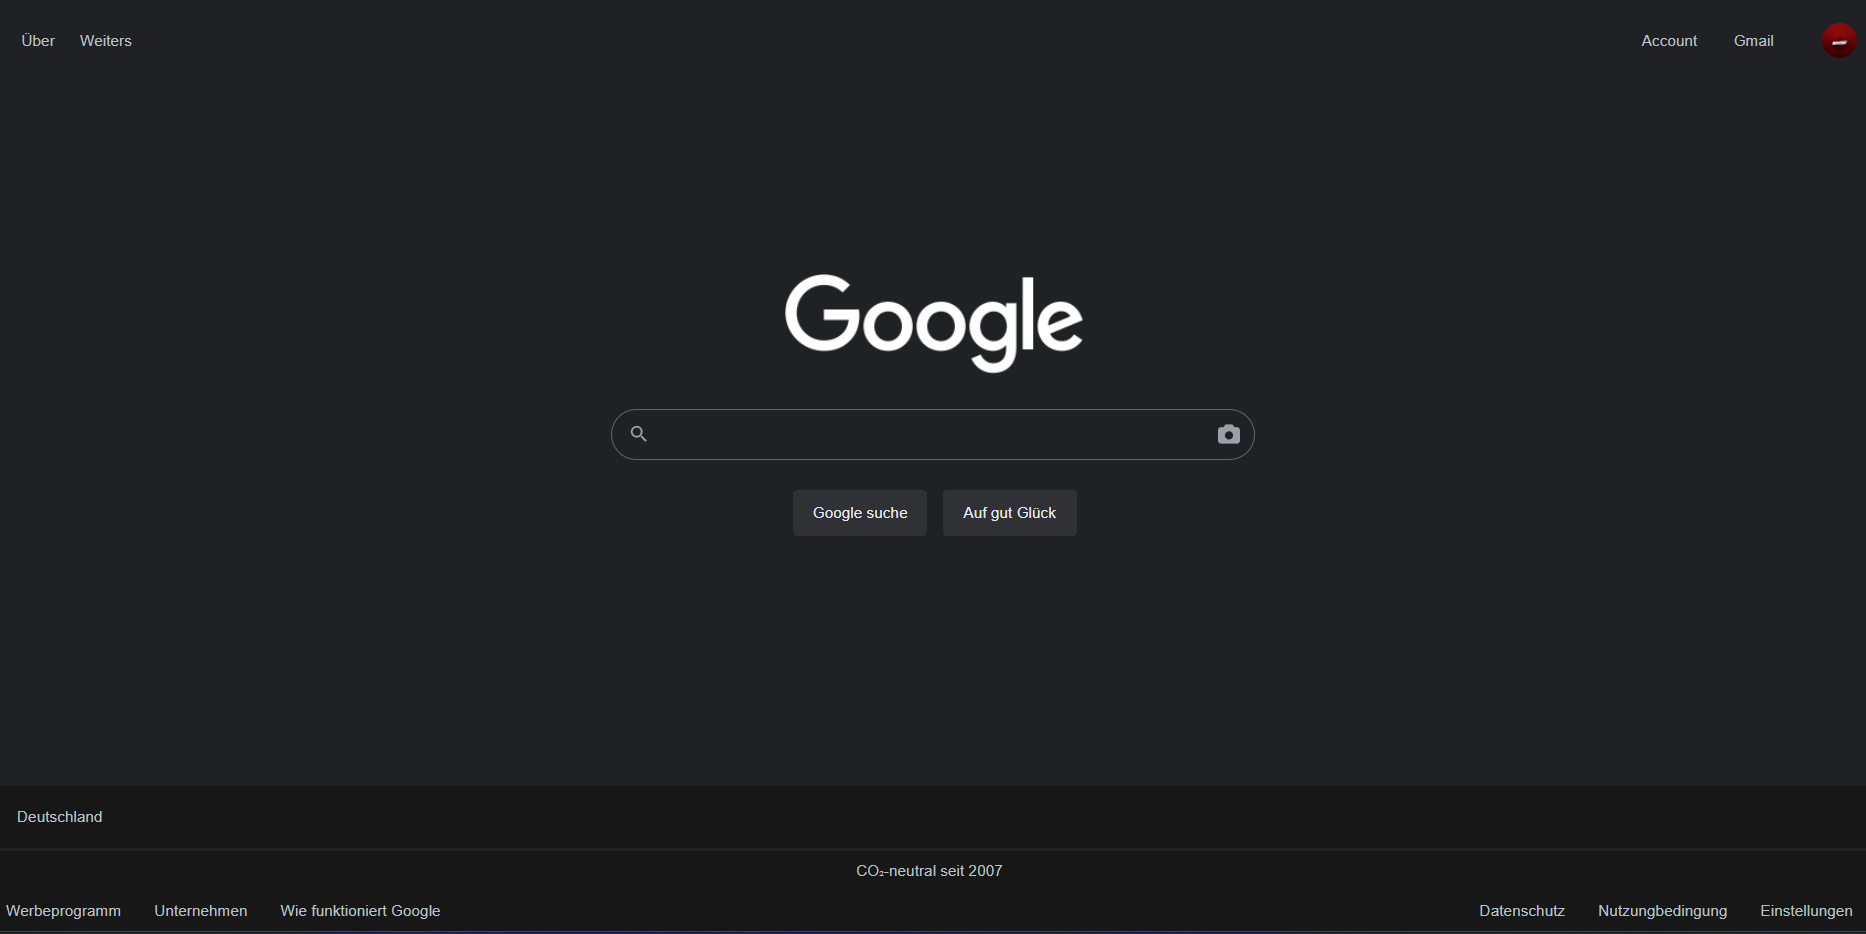 Über Weiters Account Gmail
Google
Google suche Auf gut Glück
Deutschland
CO₂-neutral seit 2007
Werbeprogramm Unternehmen Wie funktioniert Google Datenschutz Nutzungbedingung Einstellungen